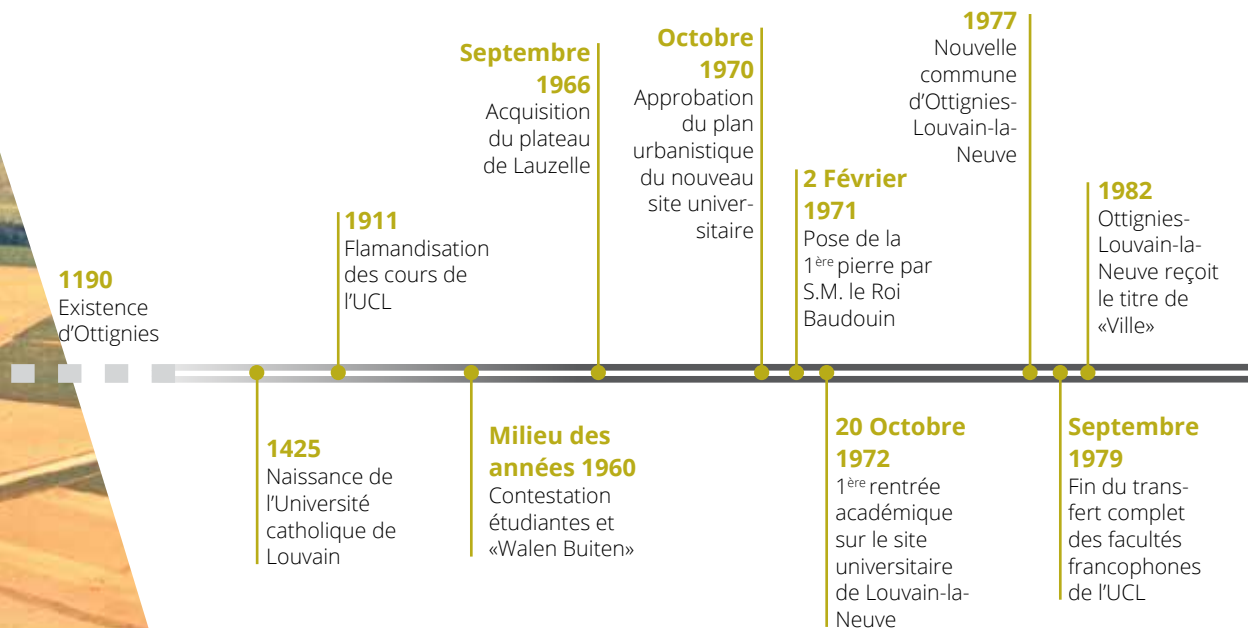 1190
Existence
d’Ottignies
1425
Naissance de
l’Université
catholique de
Louvain
1911
Flamandisation
des cours de
l’UCL
Milieu des
années 1960
Contestation
étudiantes et
«Walen Buiten»
Septembre
1966
Acquisition
du plateau
de Lauzelle
Octobre
1970
Approbation
du plan
urbanistique
du nouveau
site univer-
sitaire
2 Février
1971
Pose de la
1ère pierre par
S.M. le Roi
Baudouin
20 Octobre
1972
1ère rentrée
académique
sur le site
universitaire
de Louvain-la-
Neuve
1977
Nouvelle
commune
d’Ottignies-
Louvain-la-
Neuve
Septembre
1979
Fin du trans-
fert complet
des facultés
francophones
de l’UCL
1982
Ottignies-
Louvain-la-
Neuve reçoit
le titre de
«Ville»